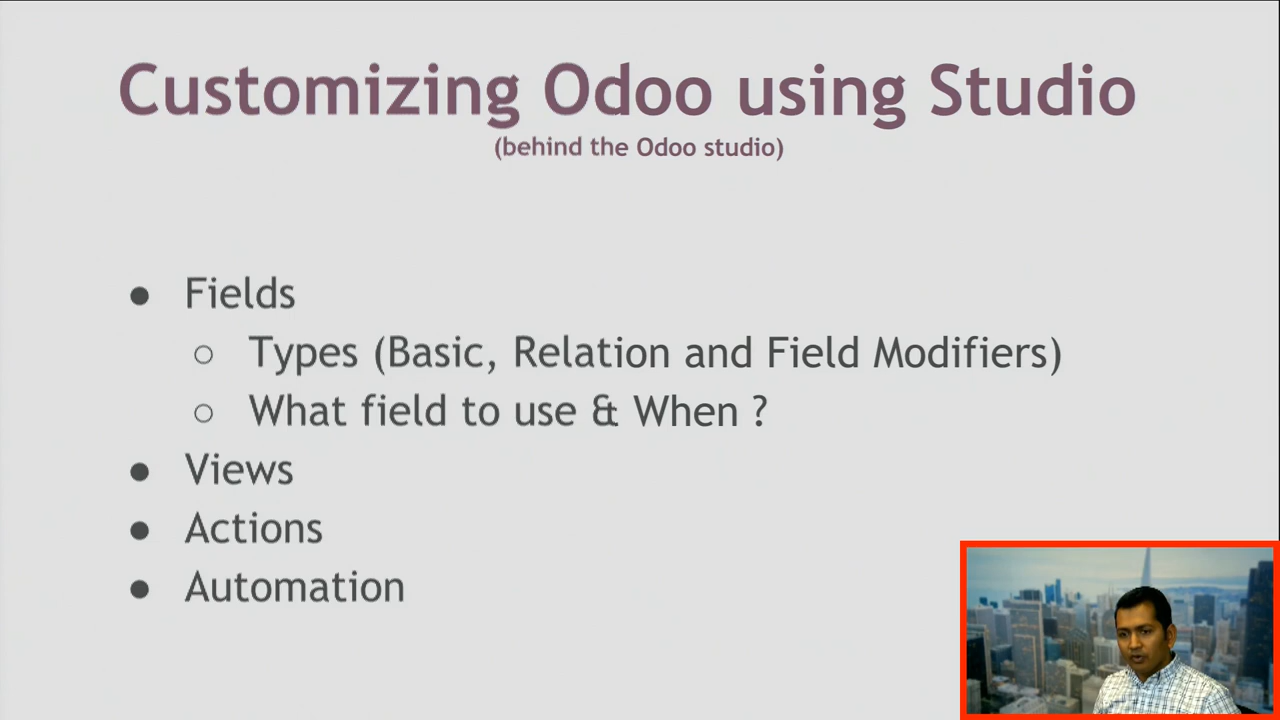 Customizing Odoo using Studio
(behind the Odoo studio)
● Fields
○ Types (Basic, Relation and Field Modifiers)
○ What field to use & When ?
● Views
● Actions
● Automation